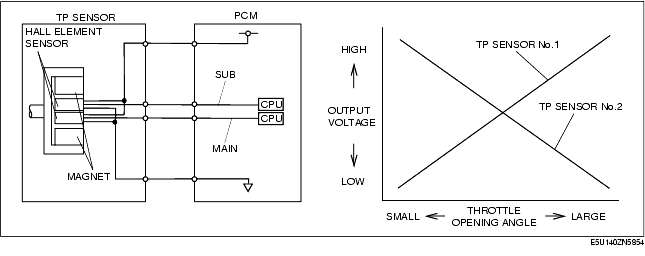 TP SENSOR
PCM
HALL ELEMENT
SENSOR
SUB
CPU
CPU
MAIN
MAGNET
HIGH
TP SENSOR No.1
OUTPUT
VOLTAGE
TP SENSOR No.2
LOW
SMALL
THROTTLE
OPENING ANGLE
LARGE
E5U140ZN5854